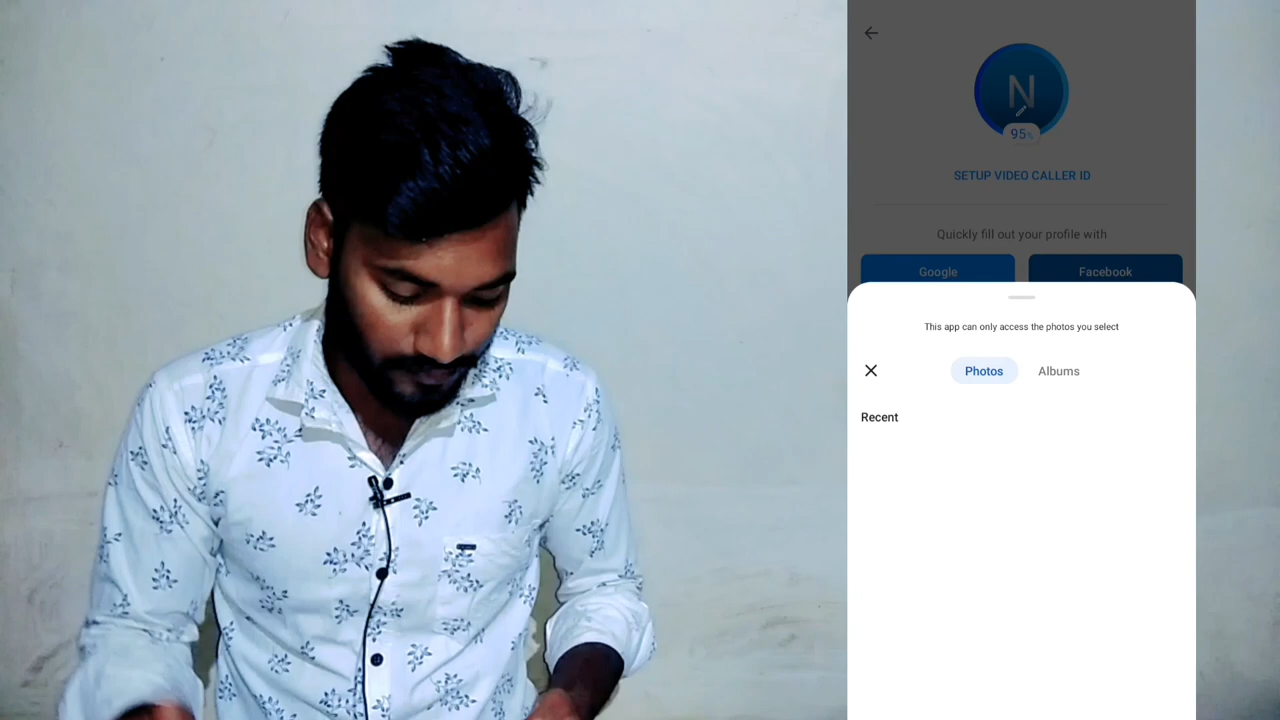 N
95%
SETUP VIDEO CALLER ID
Quickly fill out your profile with
Google
Facebook
This app can only access the photos you select
Photos
Albums
Recent